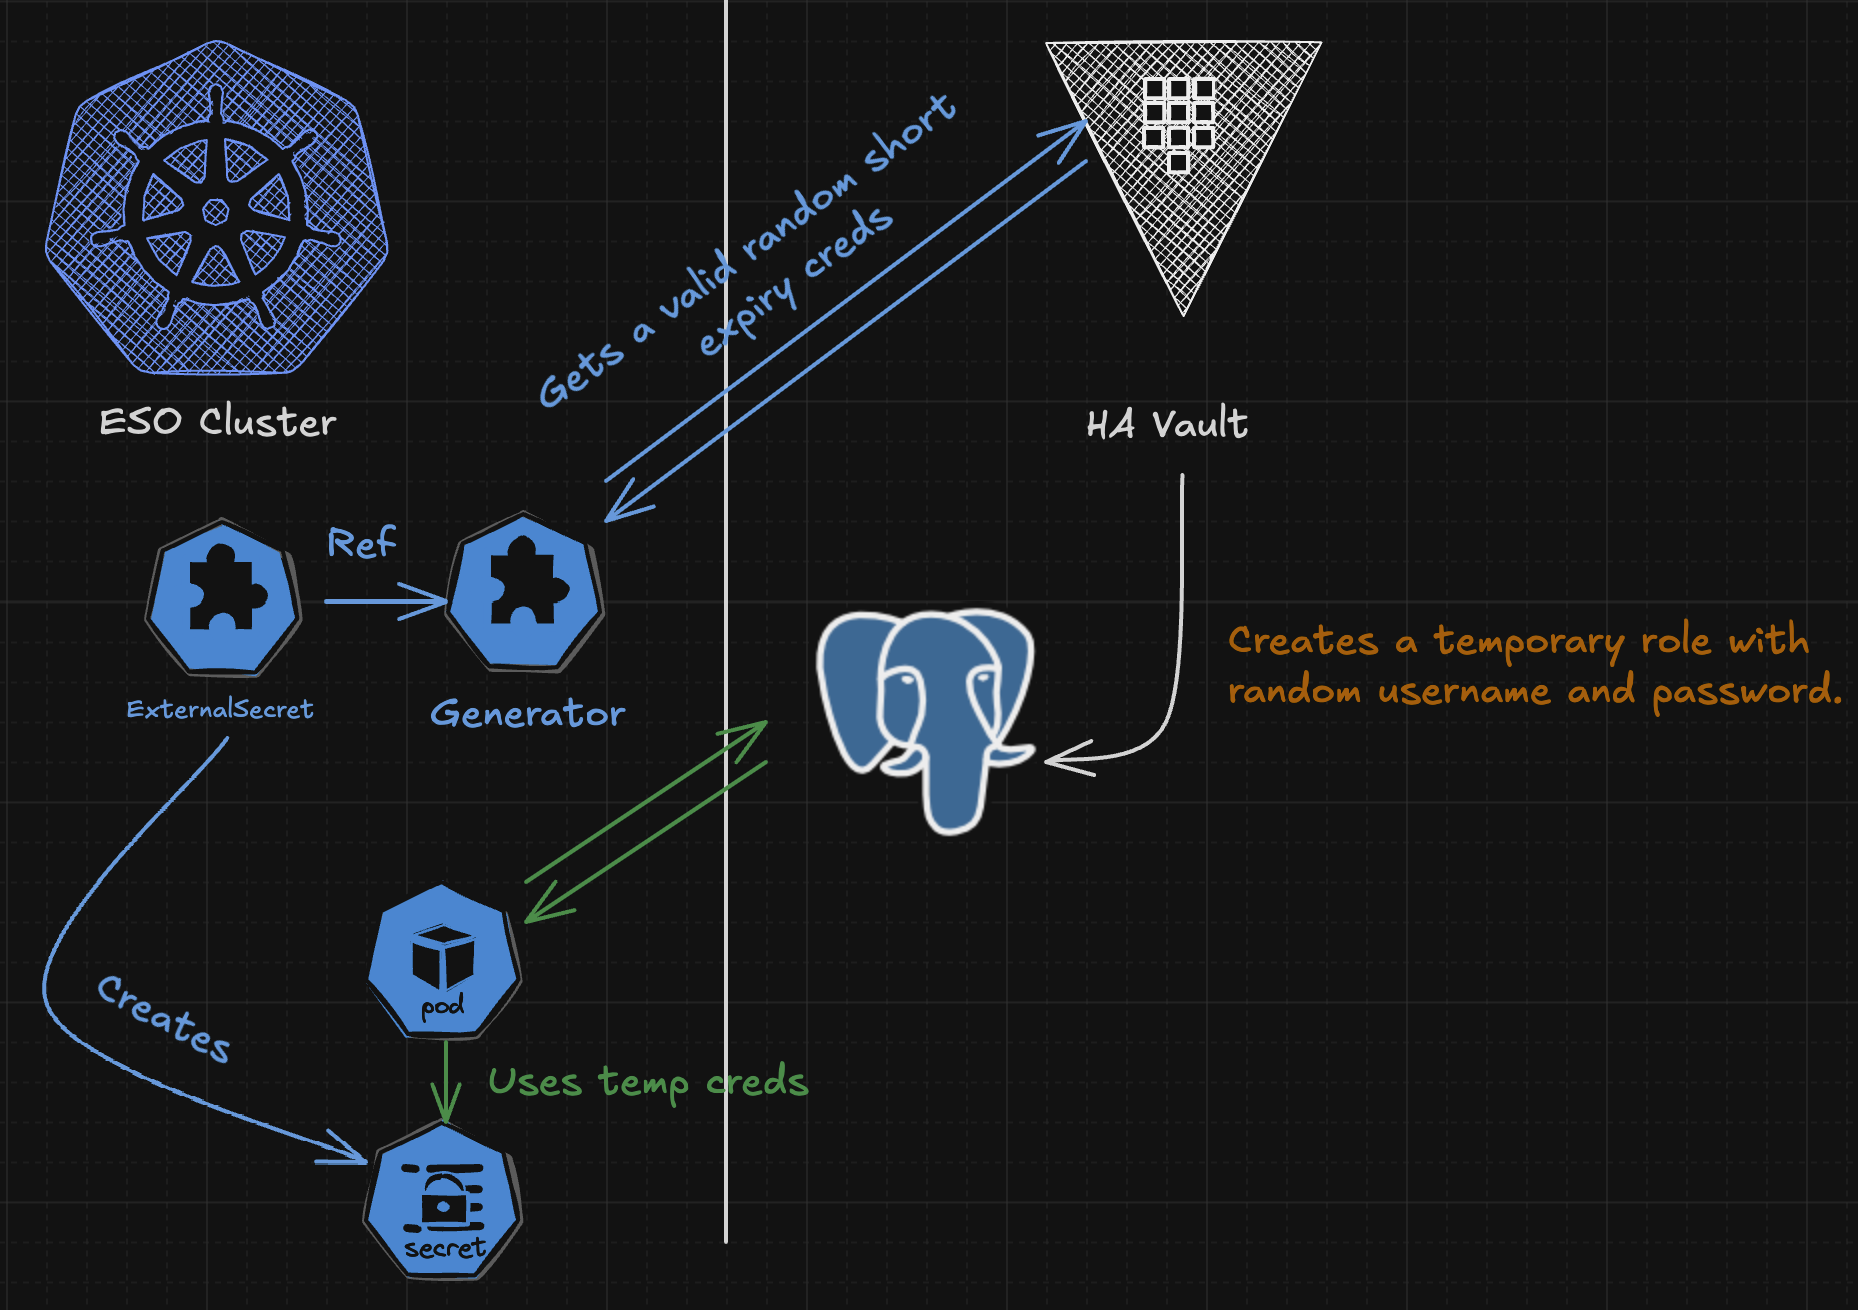 Gets a valid random short
expiry creds
ESO Cluster
HA Vault
Ref
ExternalSecret
Generator
Creates a temporary role with
random username and password.
Creates
pod
Uses temp creds
secret